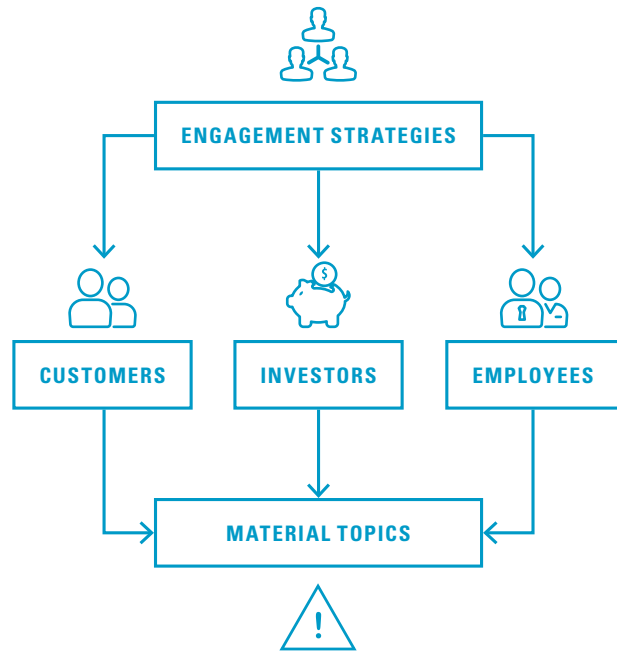 ENGAGEMENT STRATEGIES
$
CUSTOMERS
INVESTORS
EMPLOYEES
MATERIAL TOPICS
!